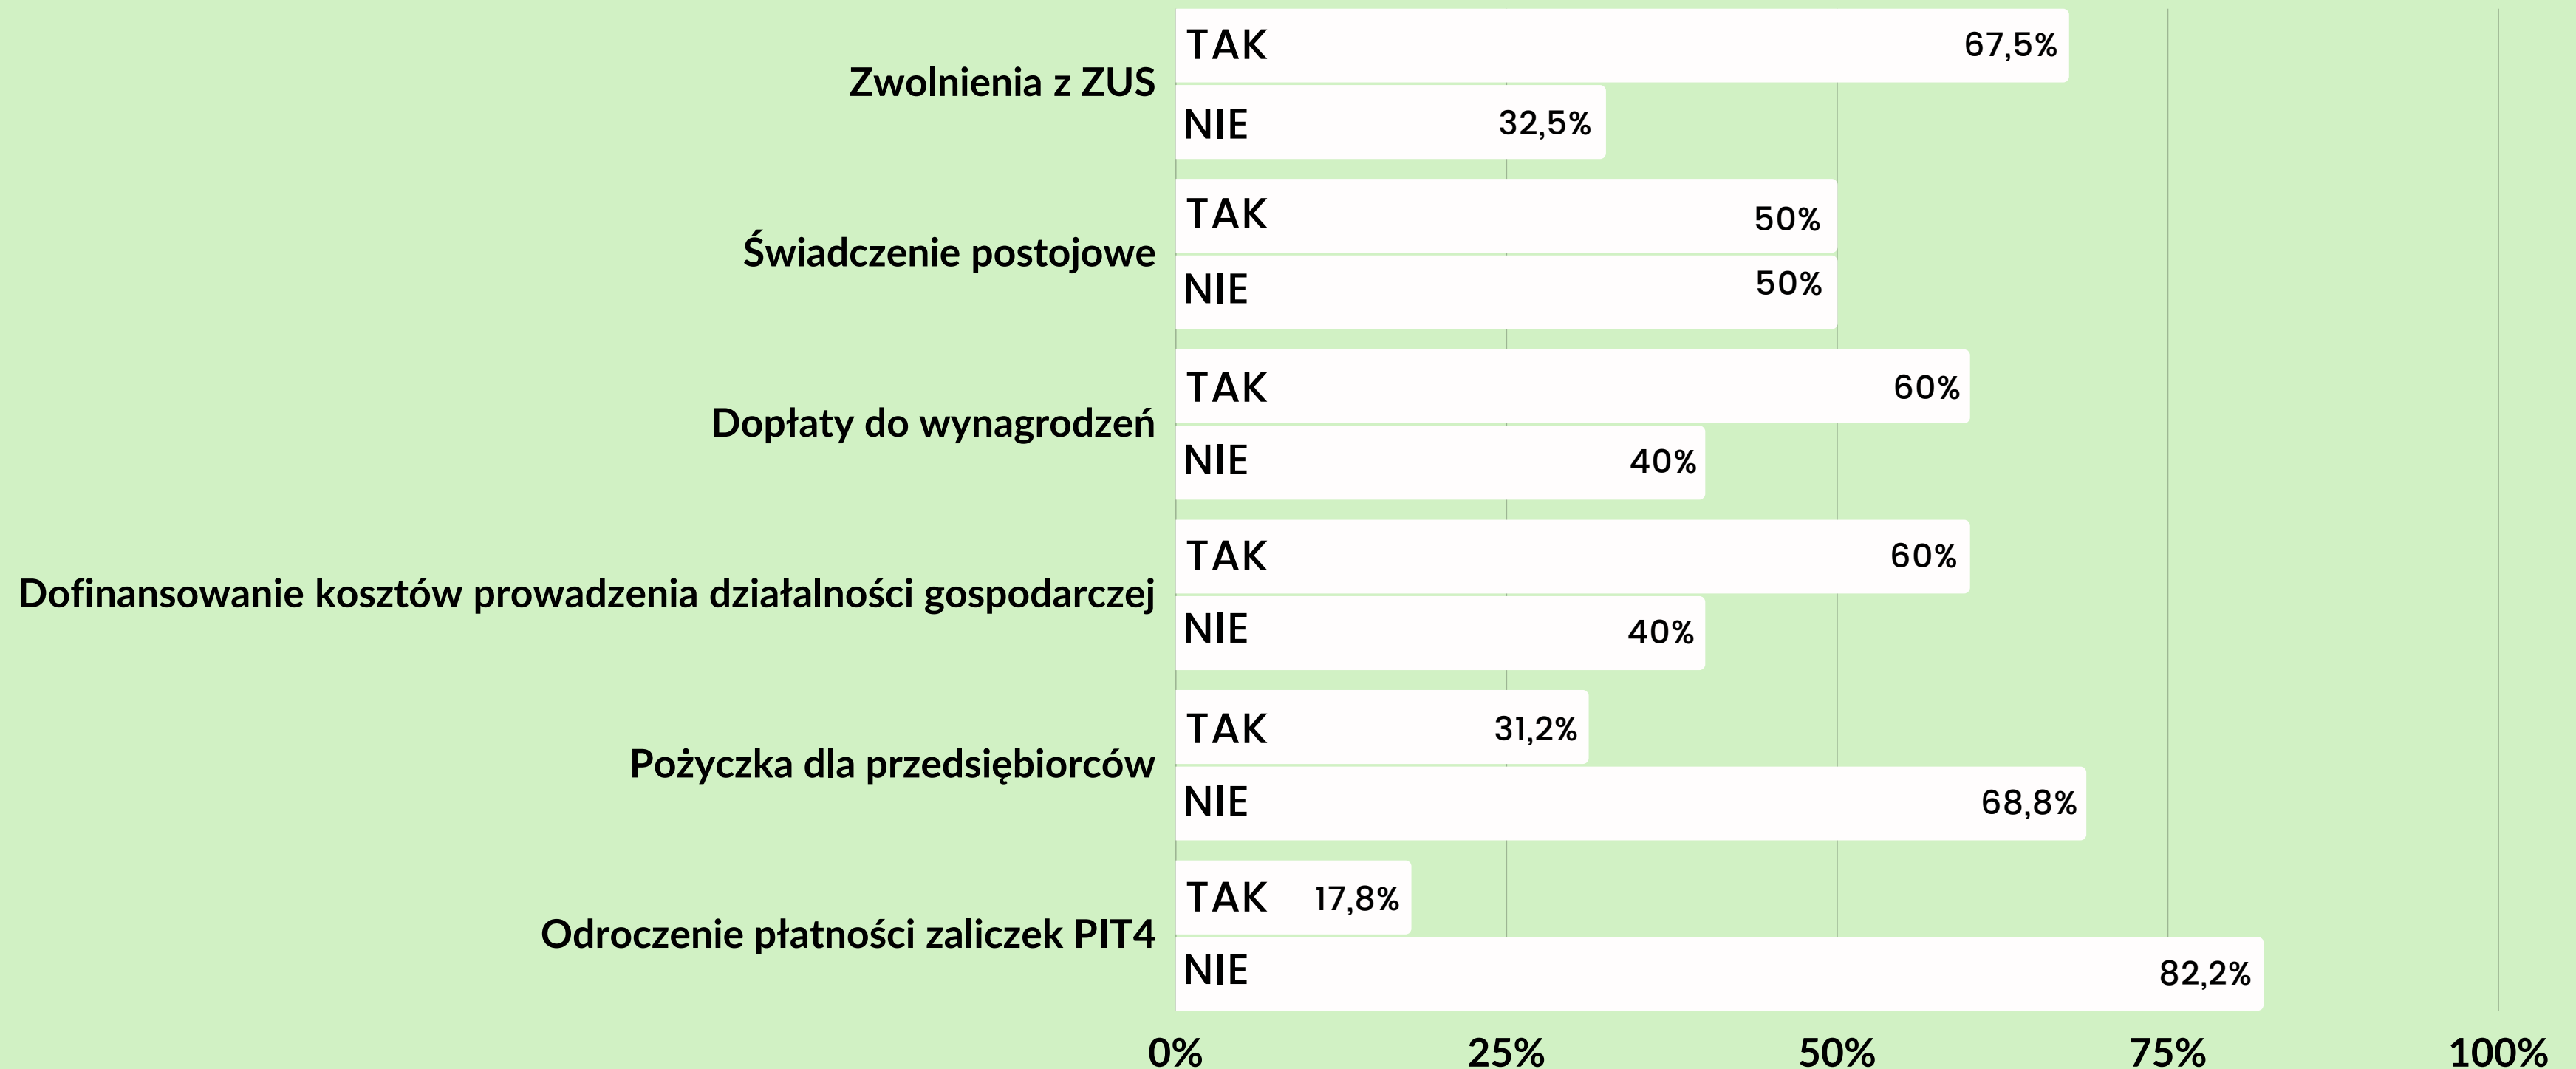 Zwolnienia z ZUS
TAK 67,5%
NIE 32,5%
Świadczenie postojowe
TAK 50%
NIE 50%
Dopłaty do wynagrodzeń
TAK 60%
NIE 40%
Dofinansowanie kosztów prowadzenia działalności gospodarczej
TAK 60%
NIE 40%
Pożyczka dla przedsiębiorców
TAK 31,2%
NIE 68,8%
Odroczenie płatności zaliczek PIT4
TAK 17,8%
NIE 82,2%
0% 25% 50% 75% 100%